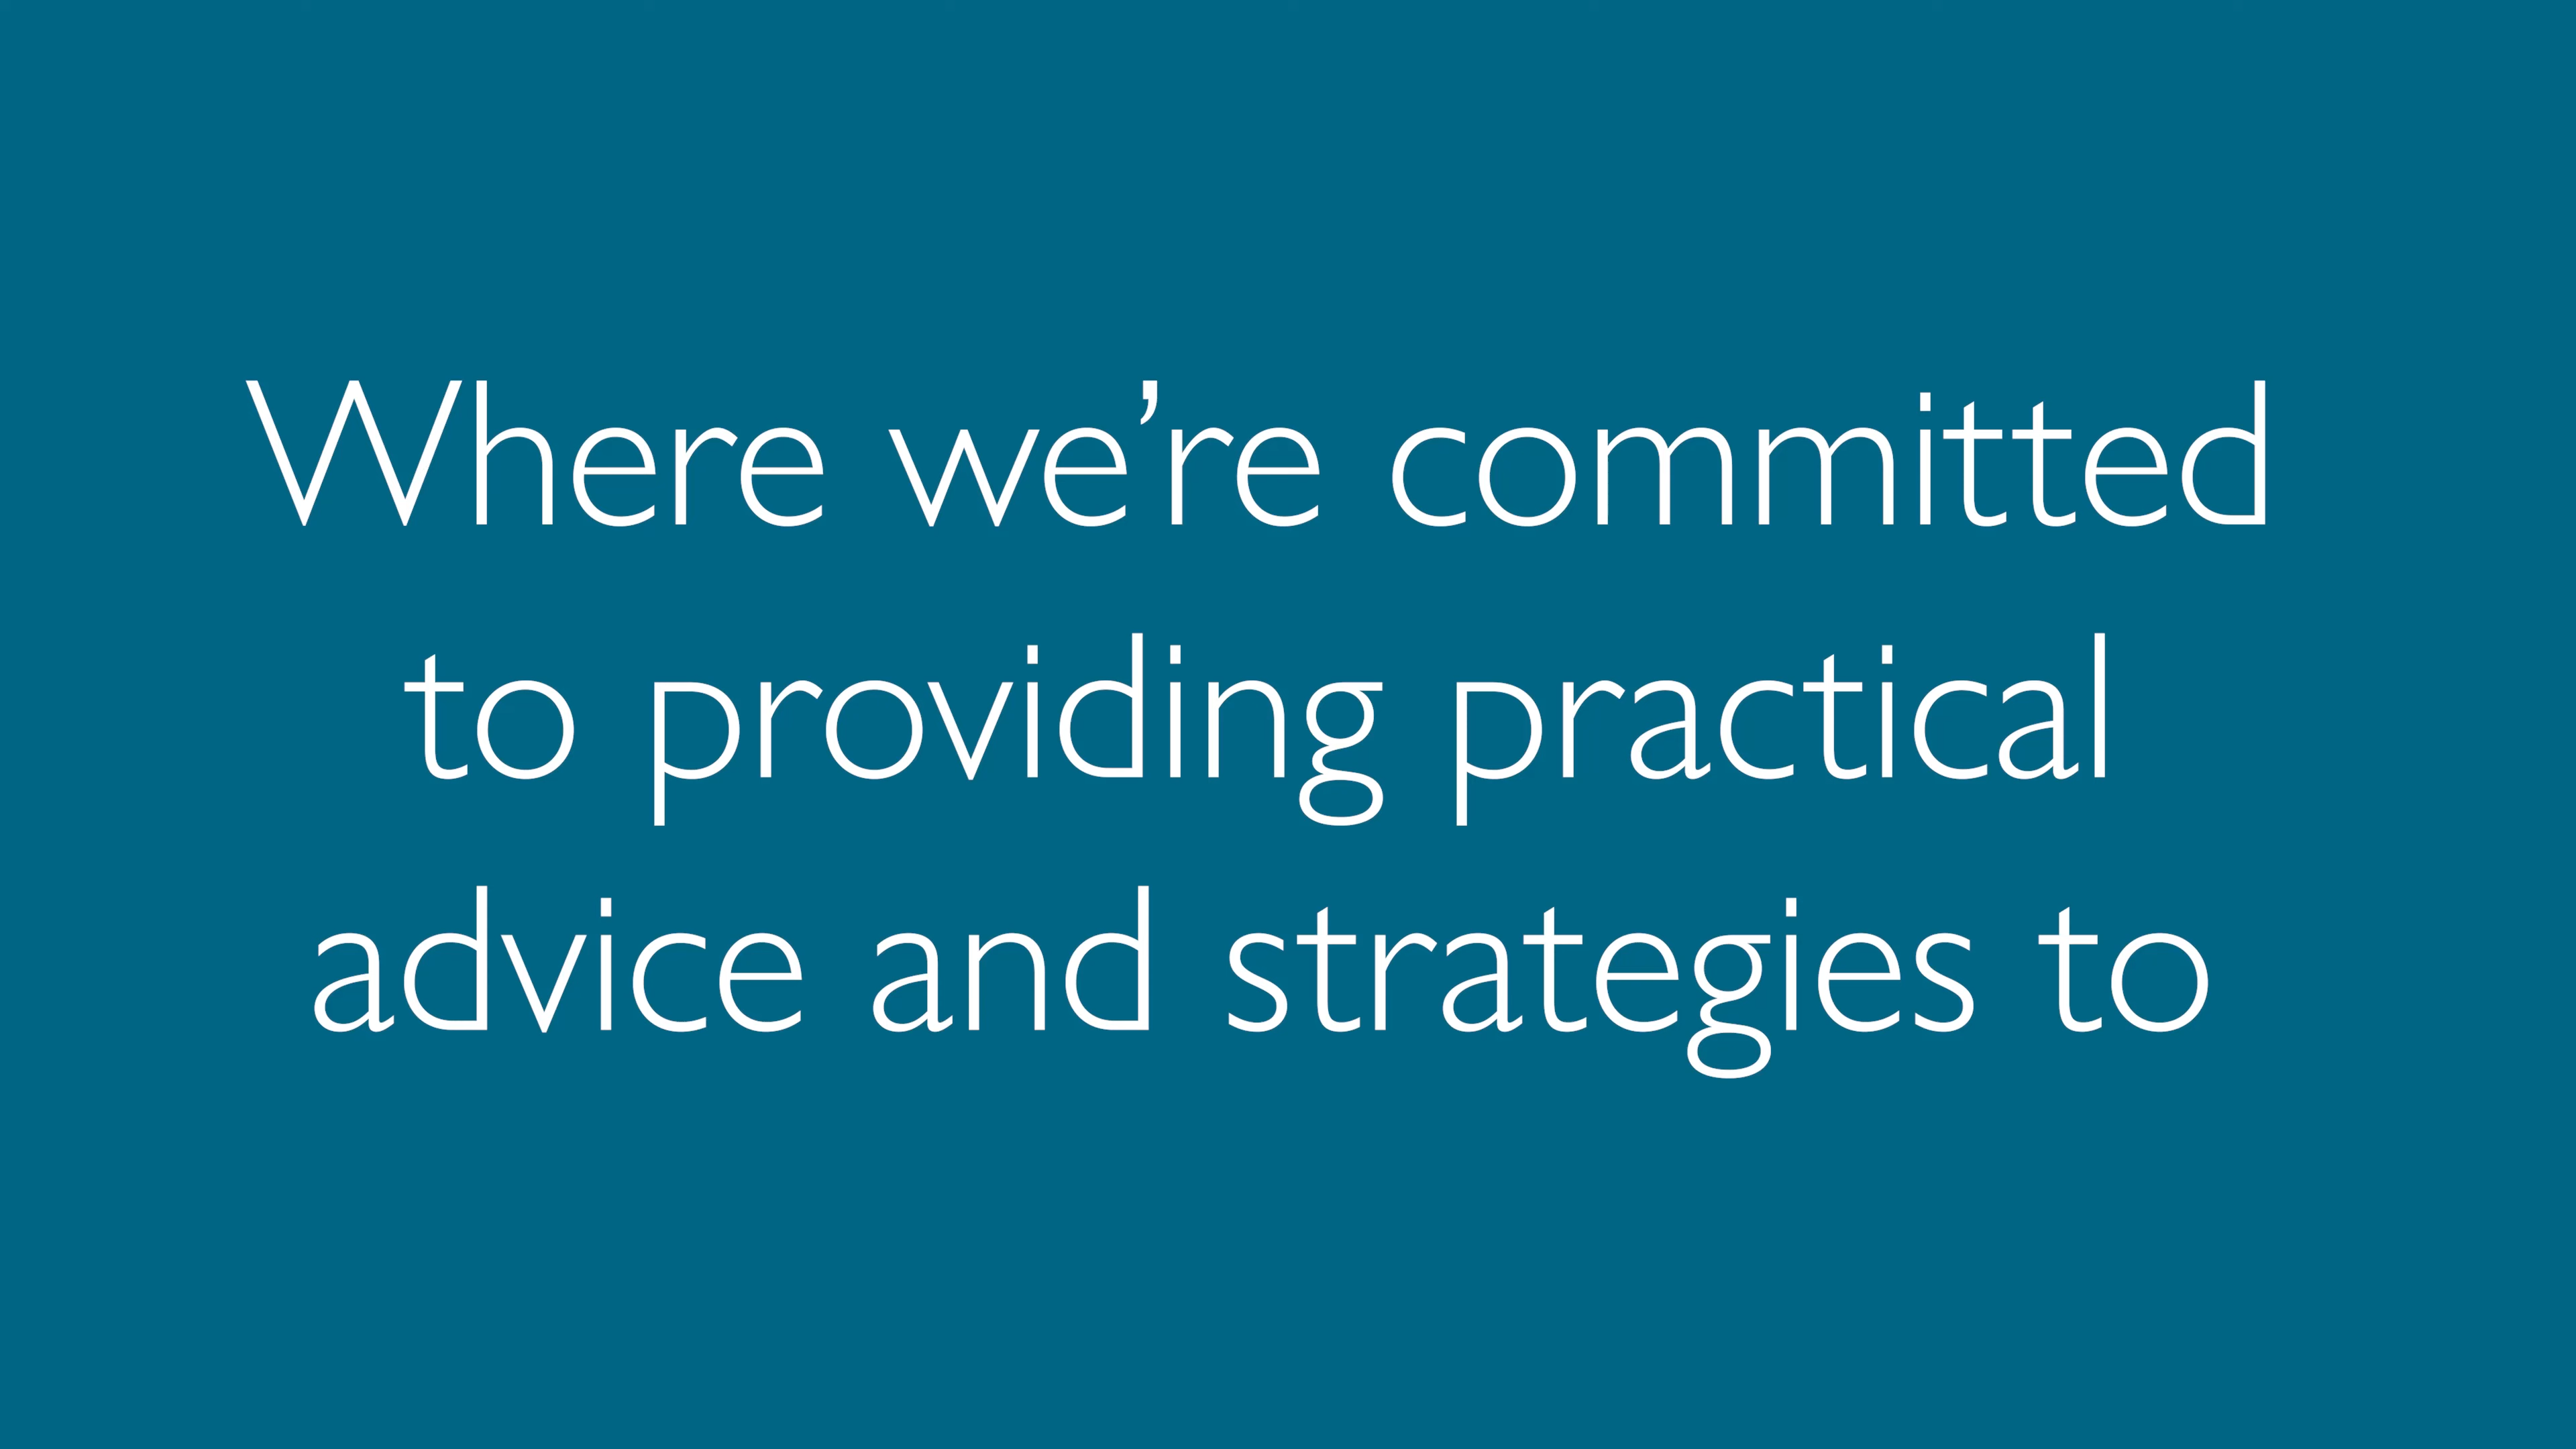 Where we’re committed
to providing practical
advice and strategies to